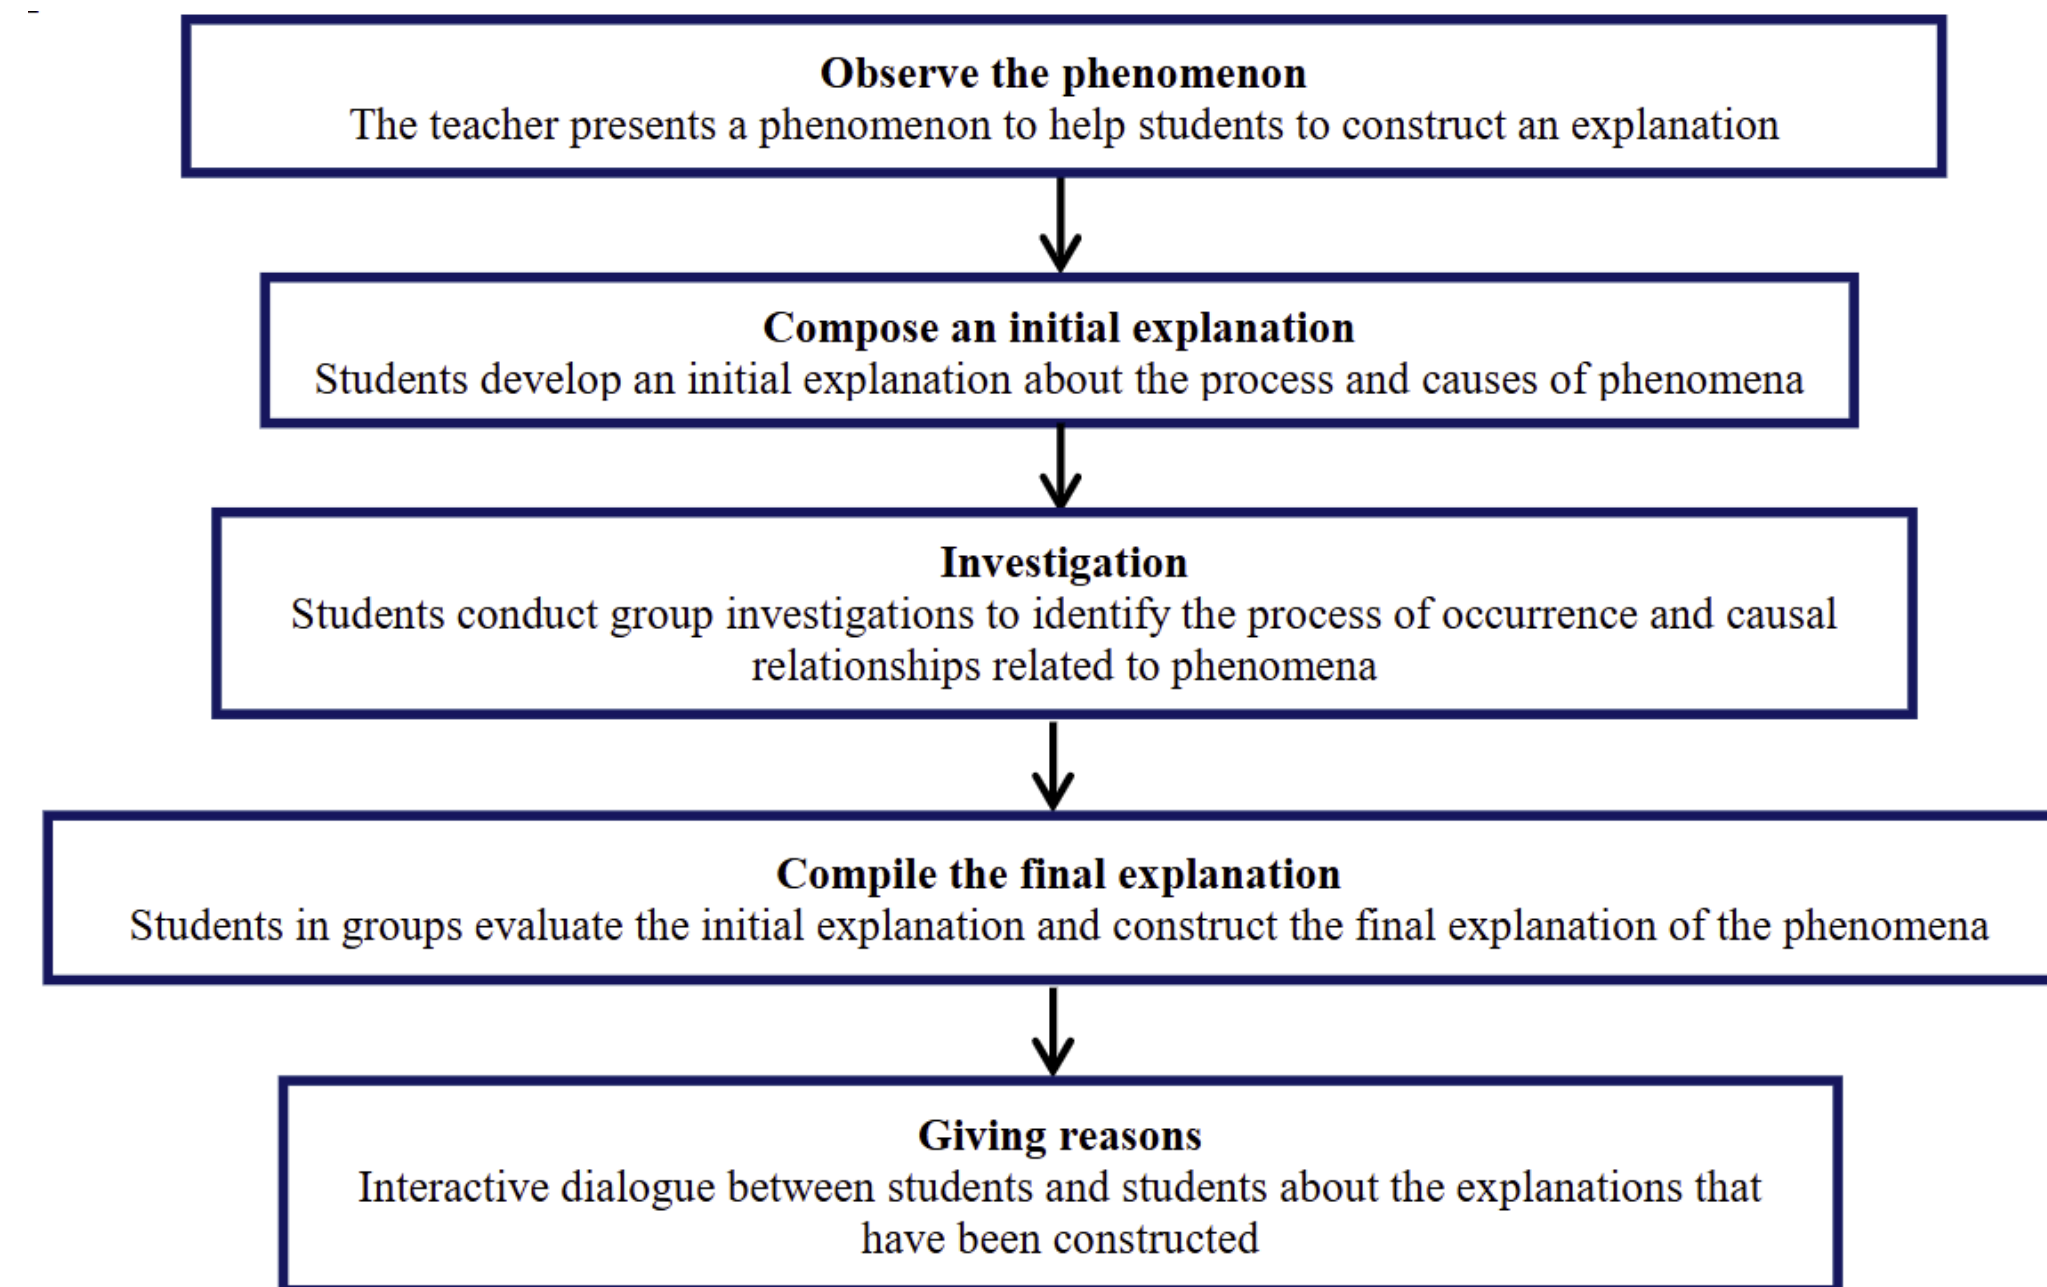 Observe the phenomenon
The teacher presents a phenomenon to help students to construct an explanation
Compose an initial explanation
Students develop an initial explanation about the process and causes of phenomena
Investigation
Students conduct group investigations to identify the process of occurrence and causal
relationships related to phenomena
Compile the final explanation
Students in groups evaluate the initial explanation and construct the final explanation of the phenomena
Giving reasons
Interactive dialogue between students and students about the explanations that
have been constructed